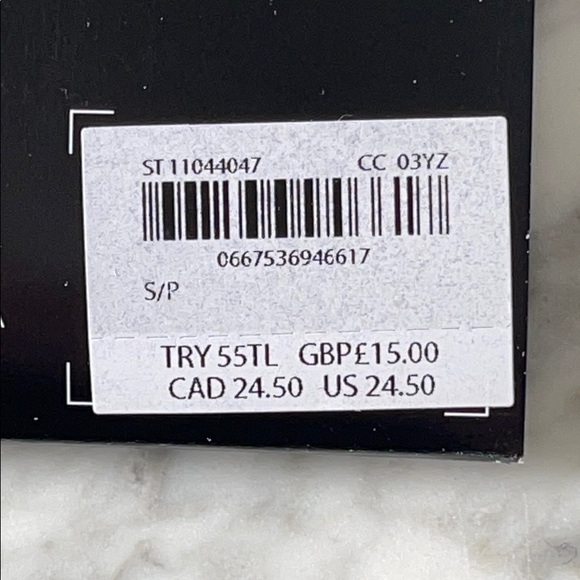 ST 11044047 CC 03YZ
0667536946617
S/P
TRY 55TL GBP£15.00
CAD 24.50 US 24.50